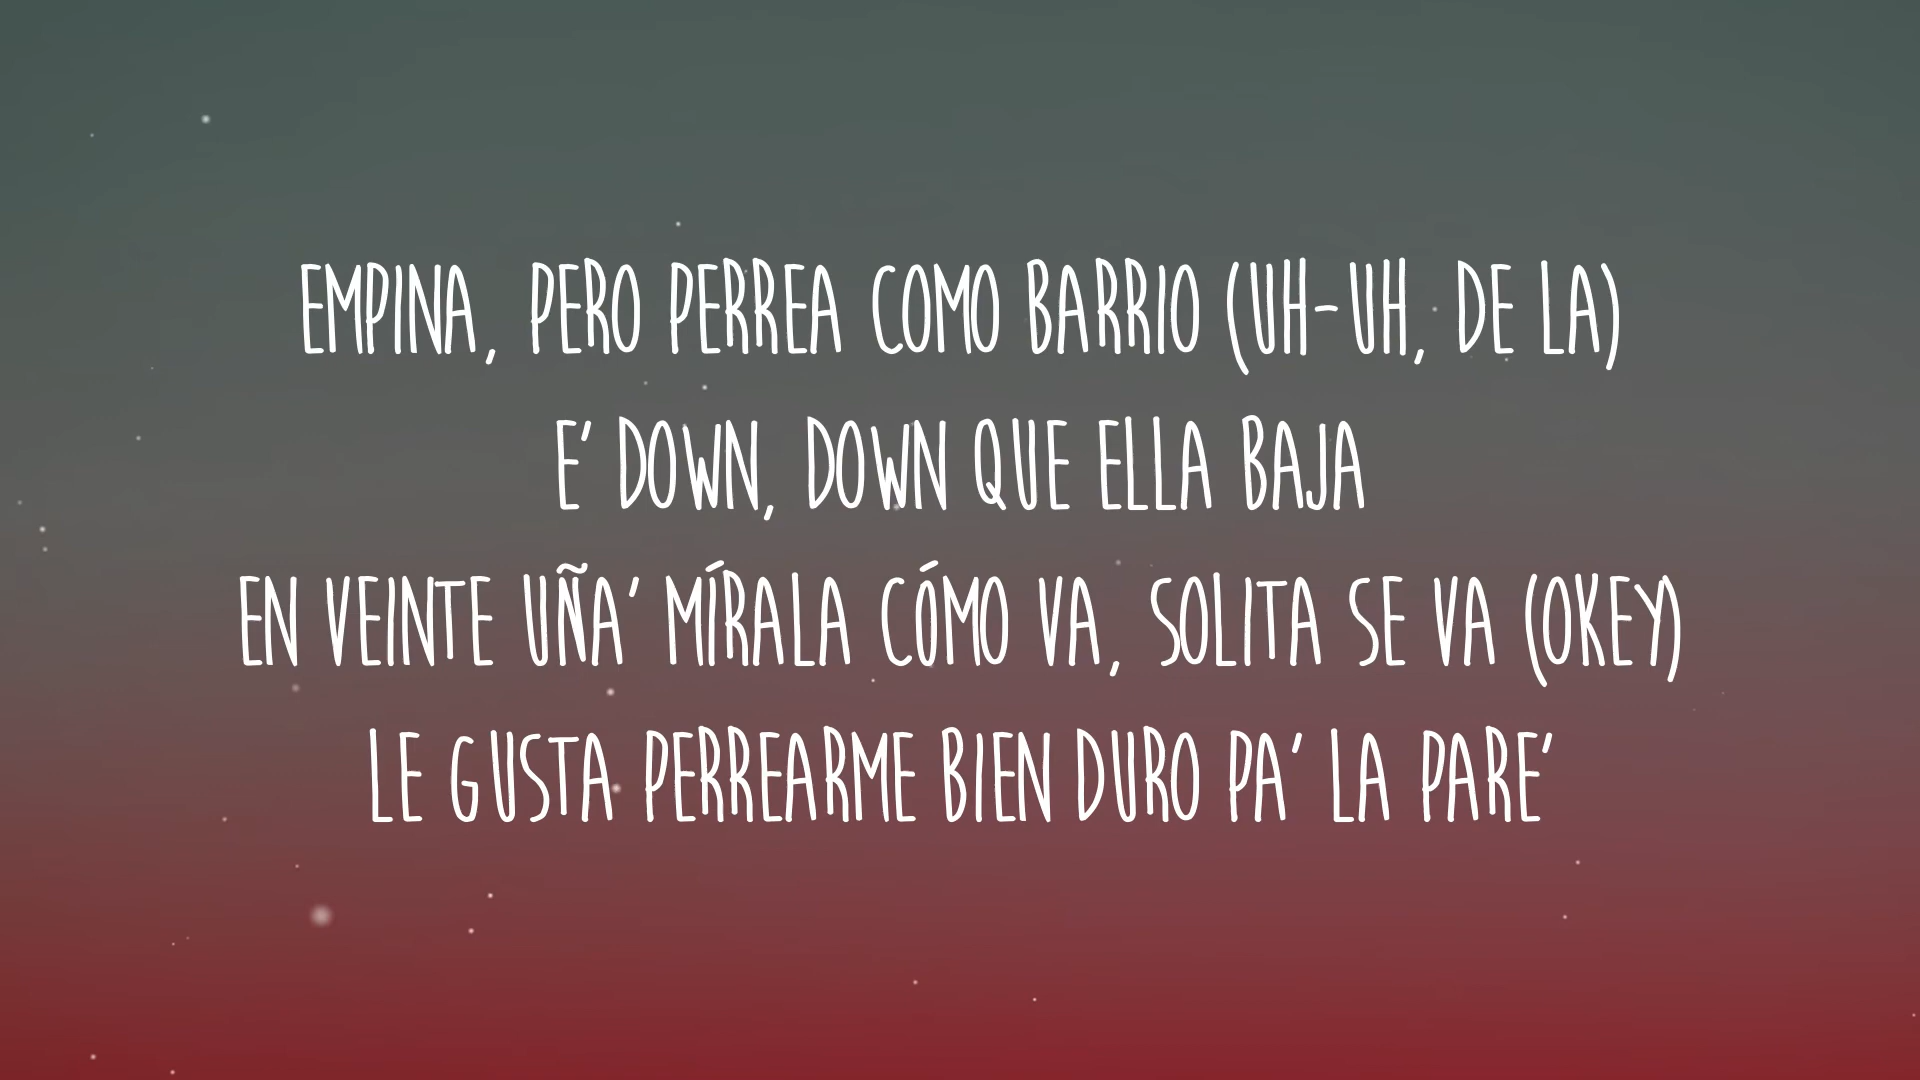 EMPINA, PERO PERREA COMO BARRIO (UH-UH, DE LA)
E' DOWN, DOWN QUE ELLA BAJA
EN VEINTE UÑA' MÍRALA CÓMO VA, SOLITA SE VA (OKEY)
LE GUSTA PERREARME BIEN DURO PA' LA PARE'